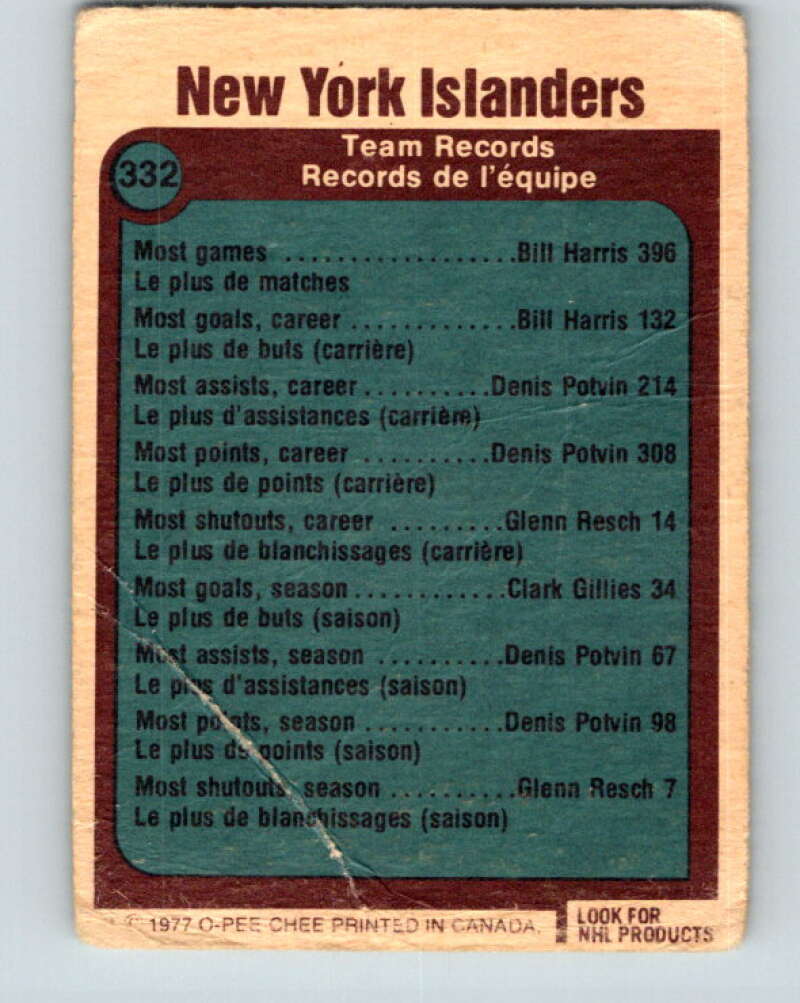 New York Islanders
Team Records
Records de l'équipe
332
Most games ..................Bill Harris 396
Le plus de matches
Most goals, career .............Bill Harris 132
Le plus de buts (carrière)
Most assists, career..........Denis Potvin 214
Le plus d'assistances (carrière)
Most points, career ..........Denis Potvin 308
Le plus de points (carrière)
Most shutouts, career .........Glenn Resch 14
Le plus de blanchissages (carrière)
Most goals, season............Clark Gillies 34
Le plus de buts (saison)
Most assists, season ..........Denis Potvin 67
Le plus d'assistances (saison)
Most points, season ...........Denis Potvin 98
Le plus de points (saison)
Most shutouts, season ..........Glenn Resch 7
Le plus de blanchissages (saison)
© 1977 O-PEE CHEE PRINTED IN CANADA.
LOOK FOR
NHL PRODUCTS